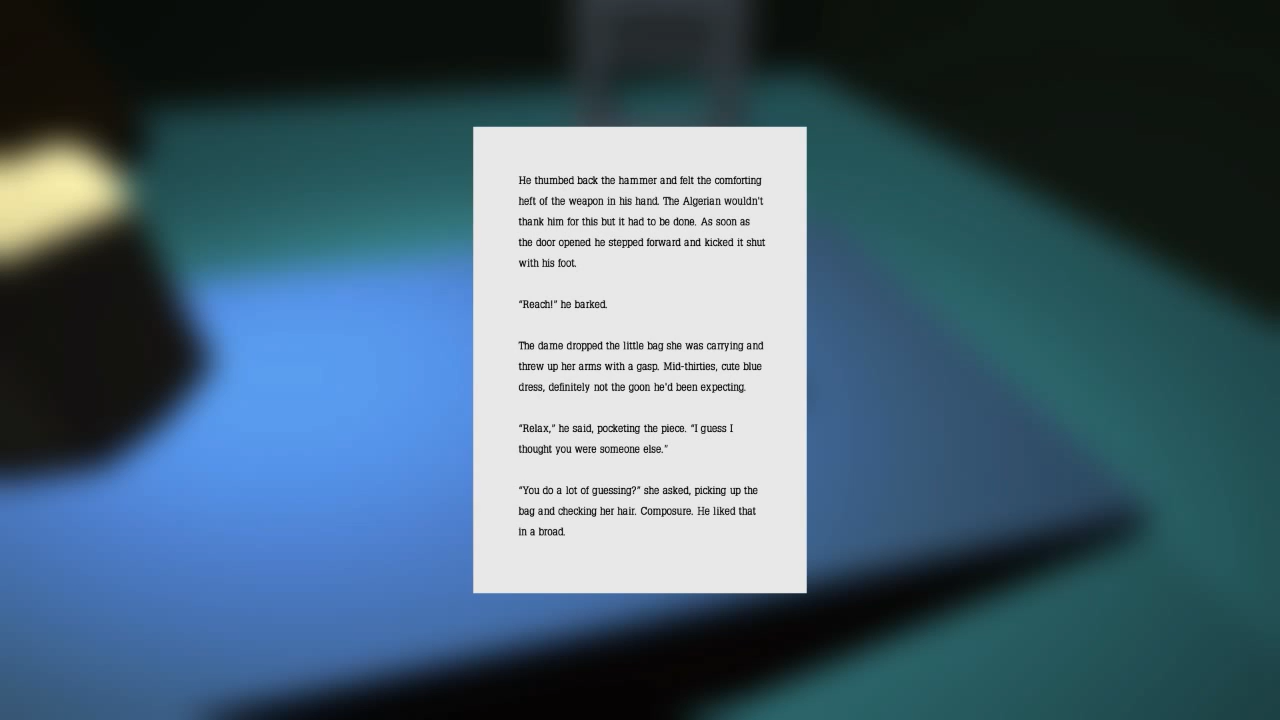 He thumbed back the hammer and felt the comforting
heft of the weapon in his hand. The Algerian wouldn't
thank him for this but it had to be done. As soon as
the door opened he stepped forward and kicked it shut
with his foot.
“Reach!” he barked.
The dame dropped the little bag she was carrying and
threw up her arms with a gasp. Mid-thirties, cute blue
dress, definitely not the goon he'd been expecting.
“Relax,” he said, pocketing the piece. “I guess I
thought you were someone else.”
“You do a lot of guessing?” she asked, picking up the
bag and checking her hair. Composure. He liked that
in a broad.